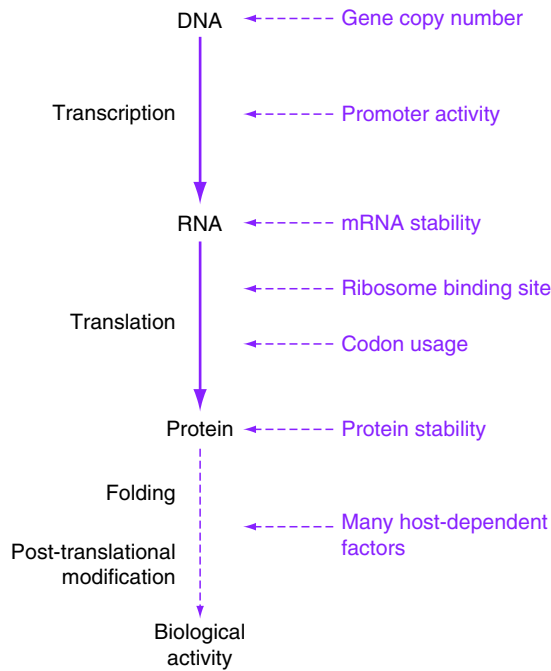 DNA
Gene copy number
Transcription
Promoter activity
RNA
mRNA stability
Ribosome binding site
Translation
Codon usage
Protein
Protein stability
Folding
Many host-dependent
factors
Post-translational
modification
Biological
activity